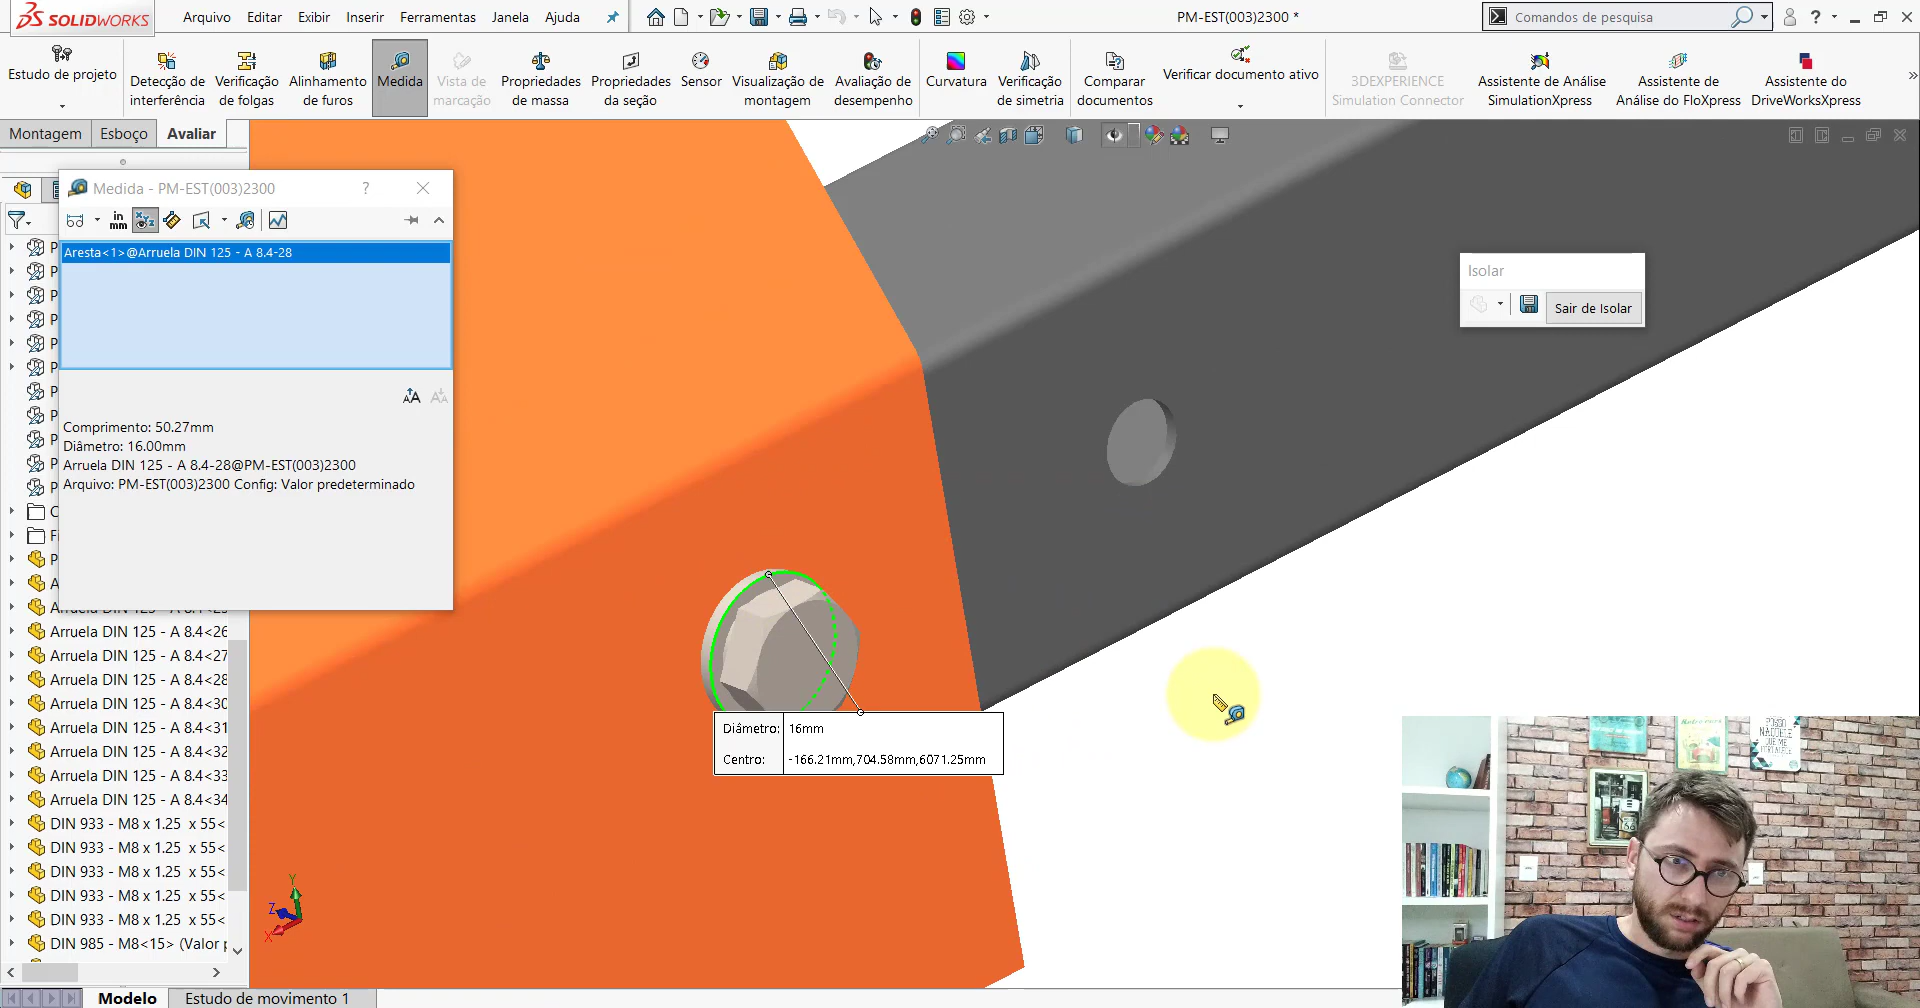 SOLIDWORKS
Arquivo Editar Exibir Inserir Ferramentas Janela Ajuda
PM-EST(003)2300 *
Comandos de pesquisa
Estudo de projeto
Detecção de interferência
Verificação de folgas
Alinhamento de furos
Medida
Vista de marcação
Propriedades de massa
Propriedades da seção
Sensor
Visualização de montagem
Avaliação de desempenho
Curvatura
Verificação de simetria
Comparar documentos
Verificar documento ativo
3DEXPERIENCE Simulation Connector
Assistente de Análise SimulationXpress
Assistente de Análise do FloXpress
Assistente do DriveWorksXpress
Montagem Esboço Avaliar
Medida - PM-EST(003)2300
in mm
Aresta<1>@Arruela DIN 125 - A 8.4-28
Comprimento: 50.27mm
Diâmetro: 16.00mm
Arruela DIN 125 - A 8.4-28@PM-EST(003)2300
Arquivo: PM-EST(003)2300 Config: Valor predeterminado
Isolar
Sair de Isolar
Arruela DIN 125 - A 8.4<26
Arruela DIN 125 - A 8.4<27
Arruela DIN 125 - A 8.4<28
Arruela DIN 125 - A 8.4<30
Arruela DIN 125 - A 8.4<31
Arruela DIN 125 - A 8.4<32
Arruela DIN 125 - A 8.4<33
Arruela DIN 125 - A 8.4<34
DIN 933 - M8 x 1.25 x 55<
DIN 933 - M8 x 1.25 x 55<
DIN 933 - M8 x 1.25 x 55<
DIN 933 - M8 x 1.25 x 55<
DIN 933 - M8 x 1.25 x 55<
DIN 985 - M8<15> (Valor p
Diâmetro: 16mm
Centro: -166.21mm,704.58mm,6071.25mm
Y
Z
X
Modelo Estudo de movimento 1